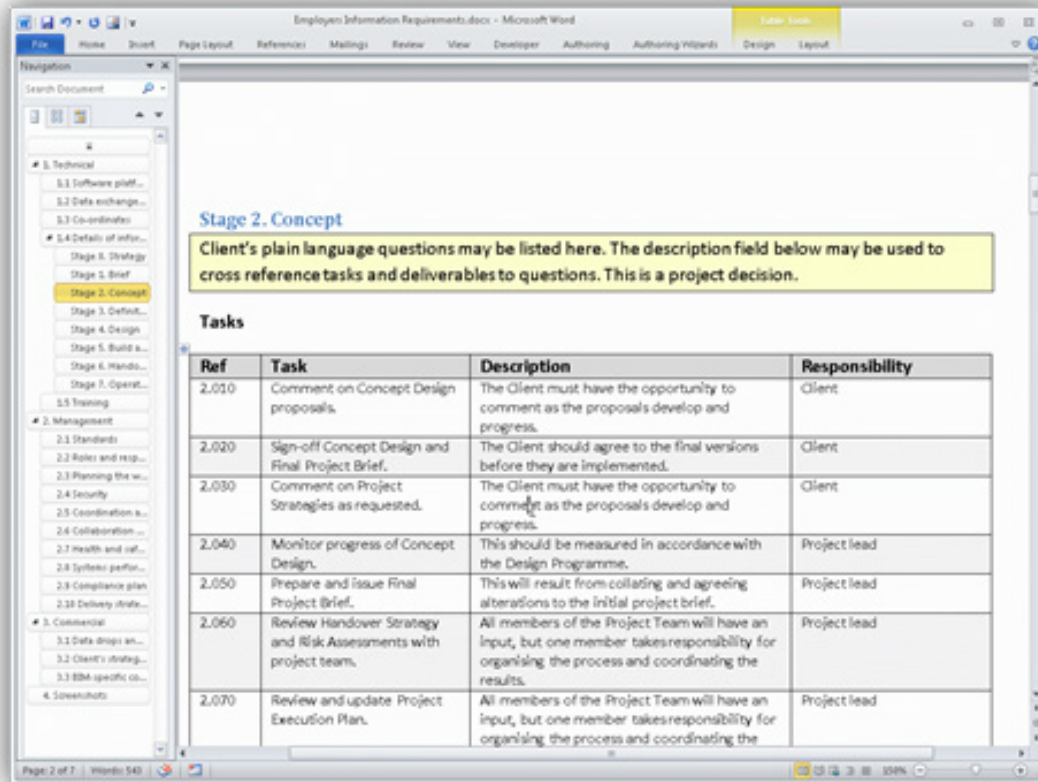 Employers Information Requirements.docx - Microsoft Word
Table Tools
File Home Insert Page Layout References Mailings Review View Developer Authoring Authoring Wizards Design Layout
Navigation
Search Document
1. Technical
1.1 Software platf...
1.2 Data exchange...
1.3 Co-ordinates
1.4 Details of infor...
Stage 0. Strategy
Stage 1. Brief
Stage 2. Concept
Stage 3. Definit...
Stage 4. Design
Stage 5. Build a...
Stage 6. Hando...
Stage 7. Operat...
1.5 Training
2. Management
2.1 Standards
2.2 Roles and resp...
2.3 Planning the w...
2.4 Security
2.5 Coordination a...
2.6 Collaboration ...
2.7 Health and saf...
2.8 Systems perfor...
2.9 Compliance plan
2.10 Delivery strate...
3. Commercial
3.1 Data drops an...
3.2 Client's strateg...
3.3 BIM-specific co...
4. Screenshots
Stage 2. Concept
Client's plain language questions may be listed here. The description field below may be used to
cross reference tasks and deliverables to questions. This is a project decision.
Tasks
Ref Task Description Responsibility
2.010 Comment on Concept Design The Client must have the opportunity to Client
proposals. comment as the proposals develop and
progress.
2.020 Sign-off Concept Design and The Client should agree to the final versions Client
Final Project Brief. before they are implemented.
2.030 Comment on Project The Client must have the opportunity to Client
Strategies as requested. comment as the proposals develop and
progress.
2.040 Monitor progress of Concept This should be measured in accordance with Project lead
Design. the Design Programme.
2.050 Prepare and issue Final This will result from collating and agreeing Project lead
Project Brief. alterations to the initial project brief.
2.060 Review Handover Strategy All members of the Project Team will have an Project lead
and Risk Assessments with input, but one member takes responsibility for
project team. organising the process and coordinating the
results.
2.070 Review and update Project All members of the Project Team will have an Project lead
Execution Plan. input, but one member takes responsibility for
organising the process and coordinating the
Page: 2 of 7 Words: 540 150%